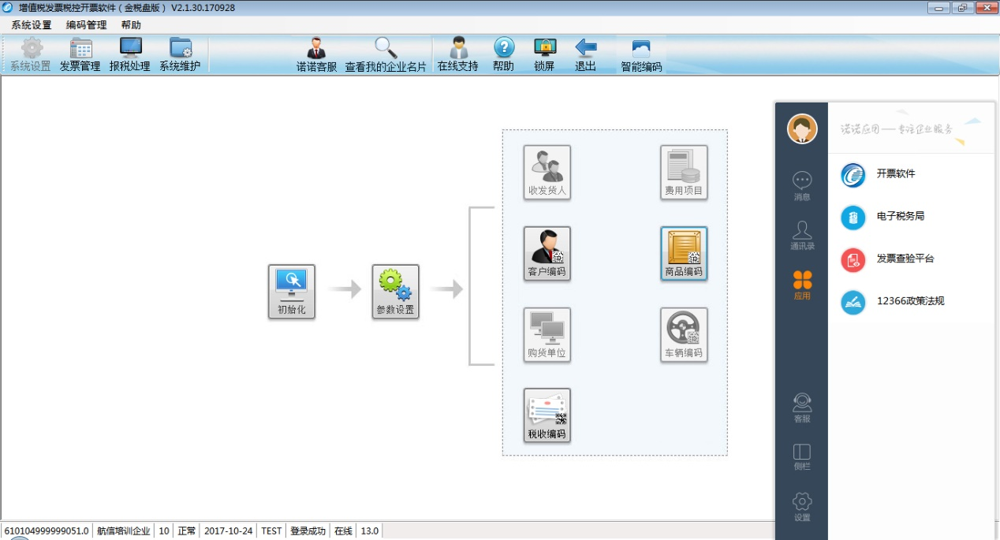 增值税发票税控开票软件(金税盘版) V2.1.30.170928
系统设置 编码管理 帮助
系统设置 发票管理 报税处理 系统维护 诺诺客服 查看我的企业名片 在线支持 帮助 锁屏 退出 智能编码
诺诺应用——专注企业服务
收发货人 费用项目
消息 开票软件
电子税务局
通讯录
发票查验平台
客户编码 商品编码
应用
12366政策法规
初始化 参数设置
购货单位 车辆编码
客服
税收编码
侧栏
设置
610104999999051.0 航信培训企业 10 正常 2017-10-24 TEST 登录成功 在线 13.0